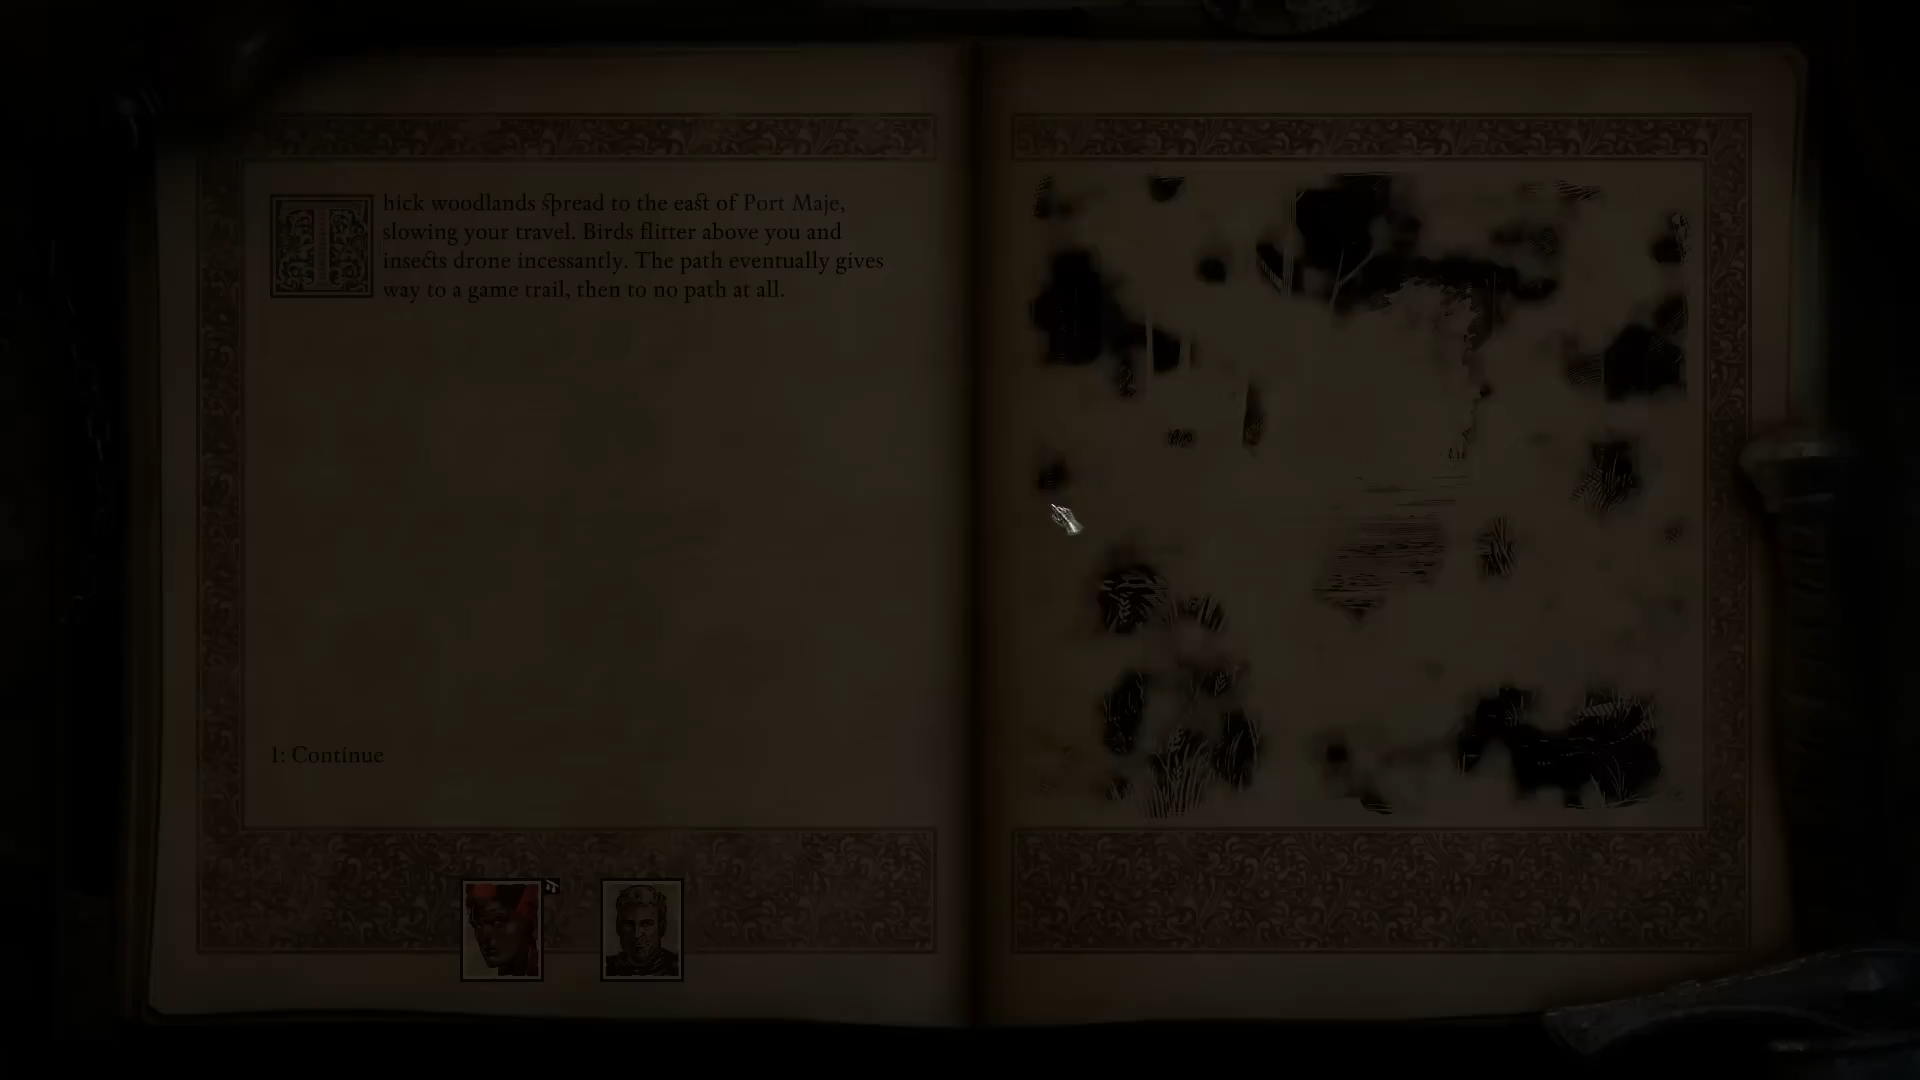 Thick woodlands spread to the east of Port Maje,
slowing your travel. Birds flitter above you and
insects drone incessantly. The path eventually gives
way to a game trail, then to no path at all.
1: Continue